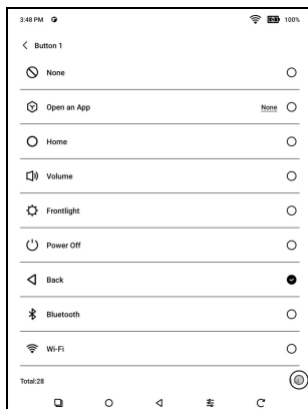 3:48 PM 100%
Button 1
None
Open an App None
Home
Volume
Frontlight
Power Off
Back
Bluetooth
Wi-Fi
Total:28